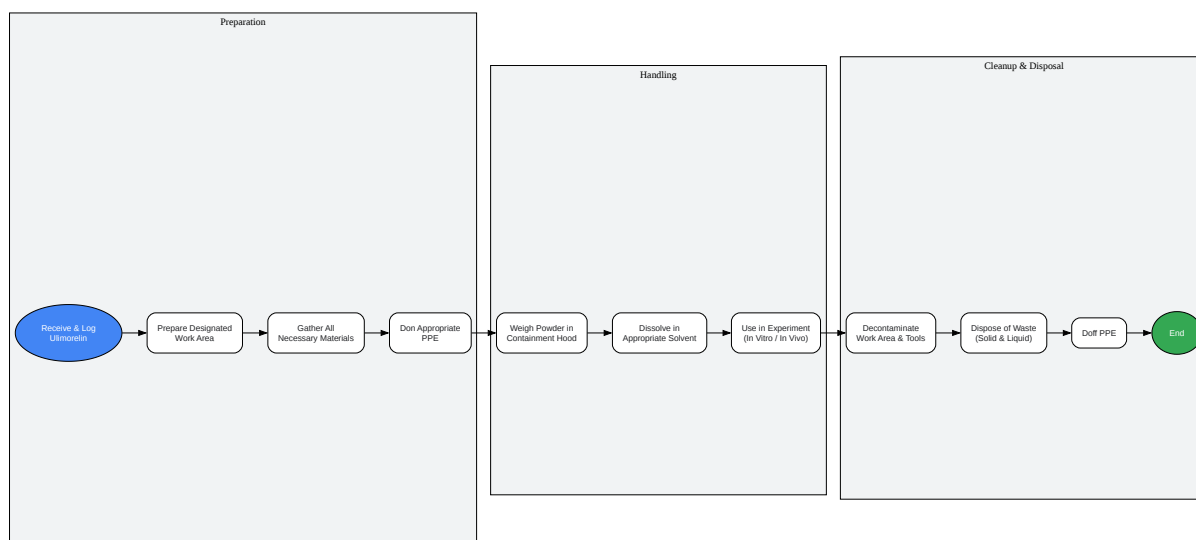 Preparation
Receive & Log
Ulimorelin
Prepare Designated
Work Area
Gather All
Necessary Materials
Don Appropriate
PPE
Handling
Weigh Powder in
Containment Hood
Dissolve in
Appropriate Solvent
Use in Experiment
(In Vitro / In Vivo)
Cleanup & Disposal
Decontaminate
Work Area & Tools
Dispose of Waste
(Solid & Liquid)
Doff PPE
End